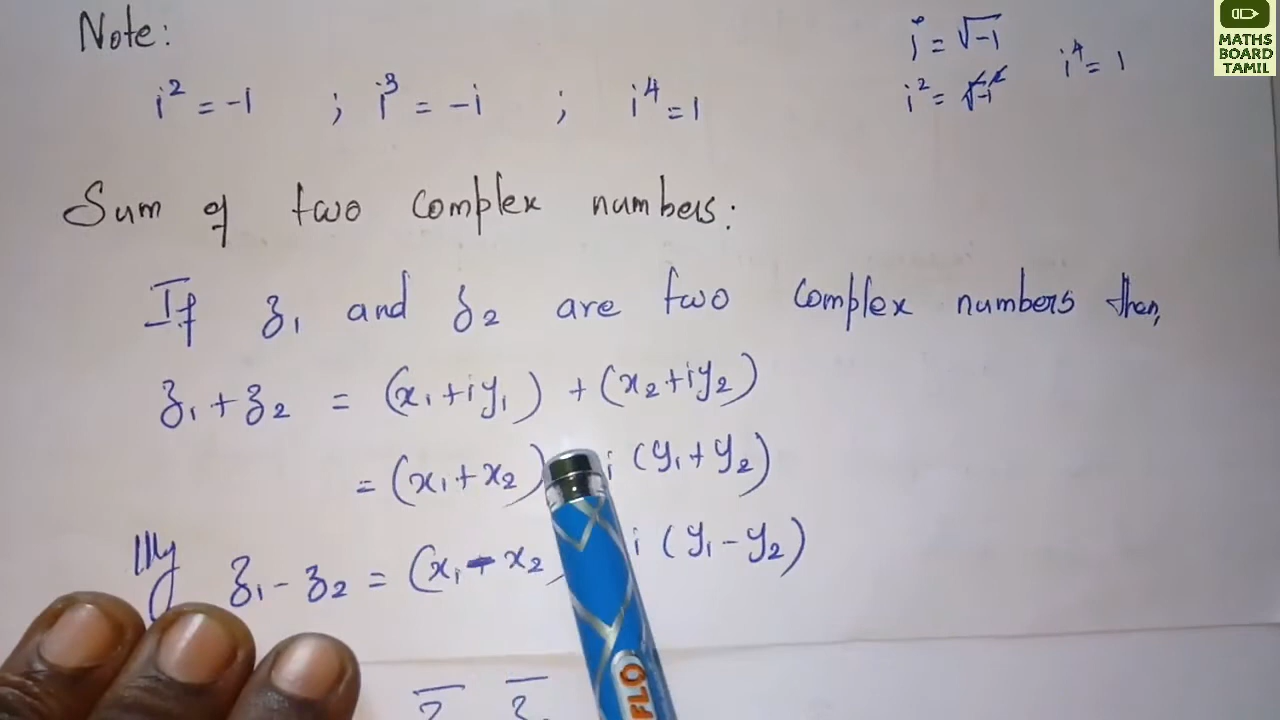 Note:
i² = -1 ; i³ = -i ; i⁴ = 1
i = √-1
i² = √-1² i⁴ = 1
MATHS
BOARD
TAMIL
Sum of two complex numbers:
If z₁ and z₂ are two complex numbers then,
z₁ + z₂ = (x₁ + iy₁) + (x₂ + iy₂)
= (x₁ + x₂) i (y₁ + y₂)
llly z₁ - z₂ = (x₁ - x₂) i (y₁ - y₂)
FLO